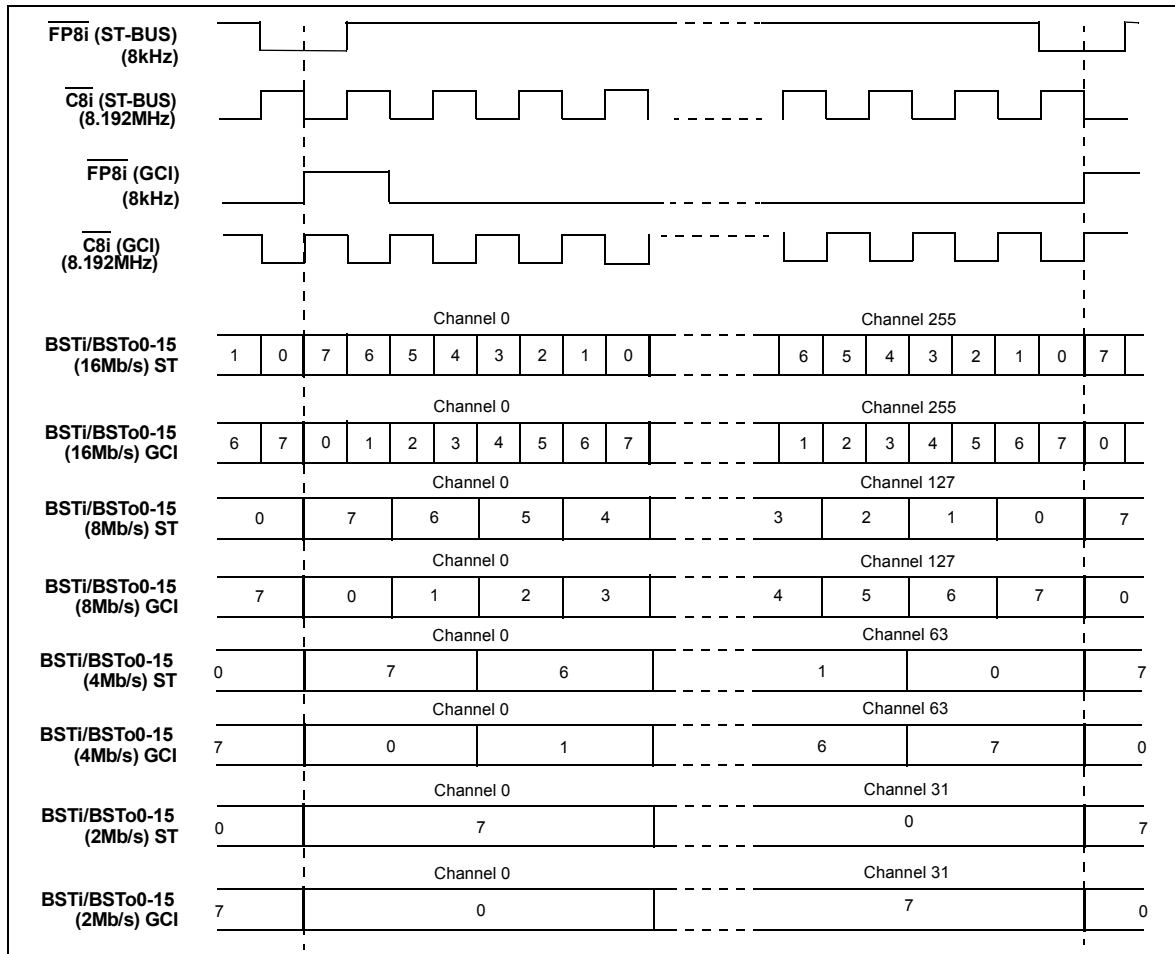 FP8i (ST-BUS)
(8kHz)
C8i (ST-BUS)
(8.192MHz)
FP8i (GCI)
(8kHz)
C8i (GCI)
(8.192MHz)
Channel 0 Channel 255
BSTi/BSTo0-15
(16Mb/s) ST
1 0 7 6 5 4 3 2 1 0 6 5 4 3 2 1 0 7
Channel 0 Channel 255
BSTi/BSTo0-15
(16Mb/s) GCI
6 7 0 1 2 3 4 5 6 7 1 2 3 4 5 6 7 0
Channel 0 Channel 127
BSTi/BSTo0-15
(8Mb/s) ST
0 7 6 5 4 3 2 1 0 7
Channel 0 Channel 127
BSTi/BSTo0-15
(8Mb/s) GCI
7 0 1 2 3 4 5 6 7 0
Channel 0 Channel 63
BSTi/BSTo0-15
(4Mb/s) ST
0 7 6 1 0 7
Channel 0 Channel 63
BSTi/BSTo0-15
(4Mb/s) GCI
7 0 1 6 7 0
Channel 0 Channel 31
BSTi/BSTo0-15
(2Mb/s) ST
0 7 0 7
Channel 0 Channel 31
BSTi/BSTo0-15
(2Mb/s) GCI
7 0 7 0